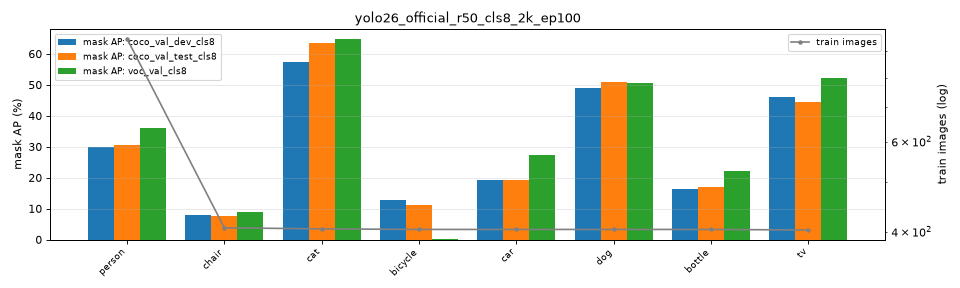 yolo26_official_r50_cls8_2k_ep100
mask AP: coco_val_dev_cls8
mask AP: coco_val_test_cls8
mask AP: voc_val_cls8
train images
mask AP (%)
60
50
40
30
20
10
0
train images (log)
6 × 10²
4 × 10²
person
chair
cat
bicycle
car
dog
bottle
tv